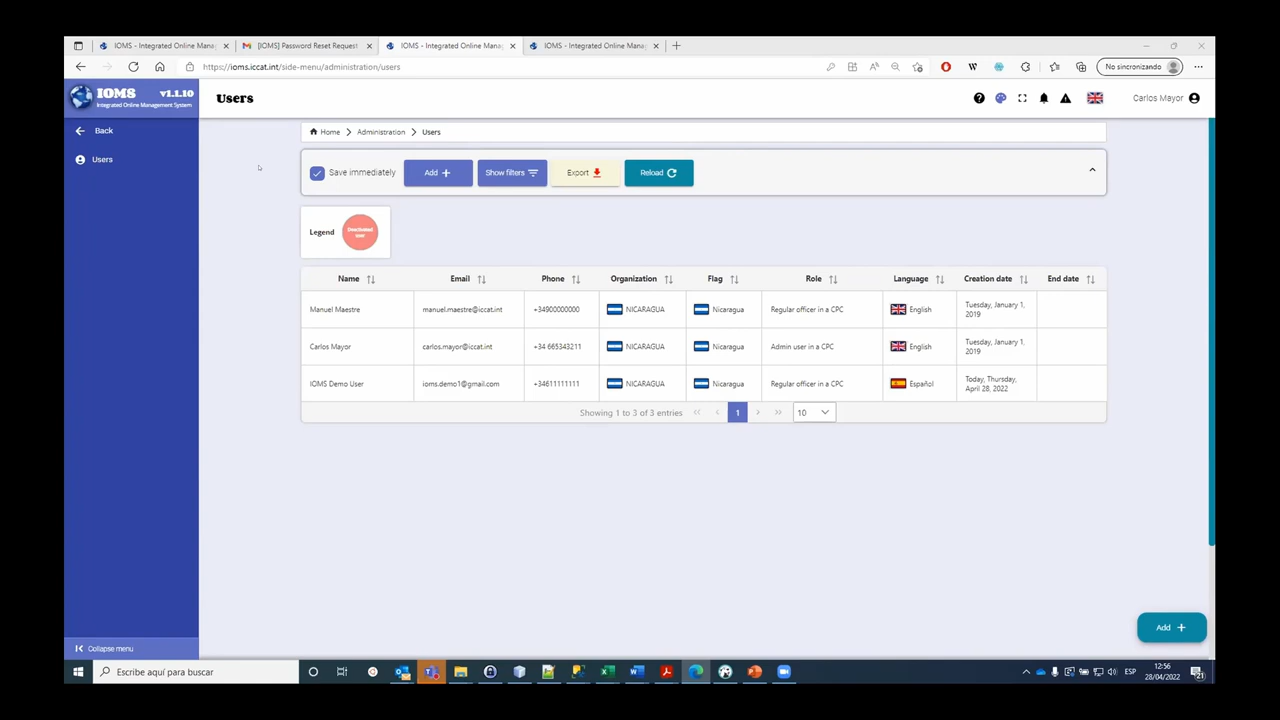 IOMS - Integrated Online Mana
[IOMS] Password Reset Request
IOMS - Integrated Online Mana
IOMS - Integrated Online Mana
https://ioms.iccat.int/side-menu/administration/users
No sincronizando
IOMS v1.1.10
Integrated Online Management System
Users
Carlos Mayor
Back
Users
Home > Administration > Users
Save immediately
Add +
Show filters
Export
Reload
Legend
Deactivated
user
Name Email Phone Organization Flag Role Language Creation date End date
Manuel Maestre manuel.maestre@iccat.int +34900000000 NICARAGUA Nicaragua Regular officer in a CPC English Tuesday, January 1,
2019
Carlos Mayor carlos.mayor@iccat.int +34 665343211 NICARAGUA Nicaragua Admin user in a CPC English Tuesday, January 1,
2019
IOMS Demo User ioms.demo1@gmail.com +34611111111 NICARAGUA Nicaragua Regular officer in a CPC Español Today, Thursday,
April 28, 2022
Showing 1 to 3 of 3 entries << < 1 > >> 10
Add +
Collapse menu
Escribe aquí para buscar
ESP
12:56
28/04/2022
21